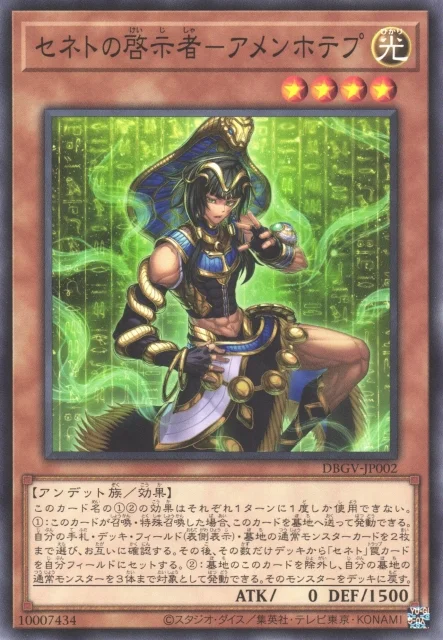 セネトの啓示者－アメンホテプ
光
DBGV-JP002
【アンデット族／効果】
このカード名の①②の効果はそれぞれ１ターンに１度しか使用できない。
①：このカードが召喚・特殊召喚した場合、このカードを墓地へ送って発動できる。
自分の手札・デッキ・フィールド（表側表示）・墓地の通常モンスターカードを２枚
まで選び、お互いに確認する。その後、その数だけデッキから「セネト」罠カード
を自分フィールドにセットする。②：墓地のこのカードを除外し、自分の墓地の
通常モンスターを３体まで対象として発動できる。そのモンスターをデッキに戻す。
ATK/ 0 DEF/1500
10007434 ©スタジオ・ダイス／集英社・テレビ東京・KONAMI